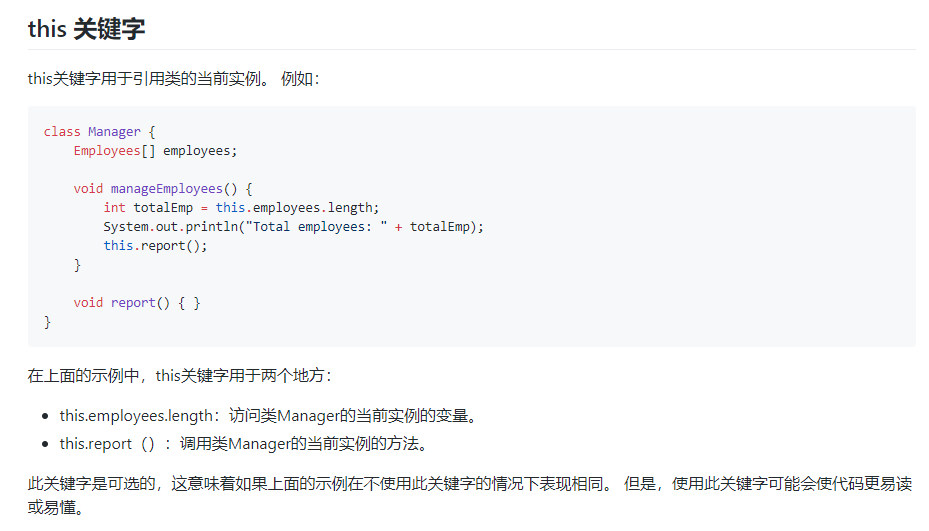 this 关键字
this关键字用于引用类的当前实例。 例如：
class Manager {
    Employees[] employees;

    void manageEmployees() {
        int totalEmp = this.employees.length;
        System.out.println("Total employees: " + totalEmp);
        this.report();
    }

    void report() { }
}
在上面的示例中，this关键字用于两个地方：
• this.employees.length：访问类Manager的当前实例的变量。
• this.report（）：调用类Manager的当前实例的方法。
此关键字是可选的，这意味着如果上面的示例在不使用此关键字的情况下表现相同。 但是，使用此关键字可能会使代码更易读
或易懂。